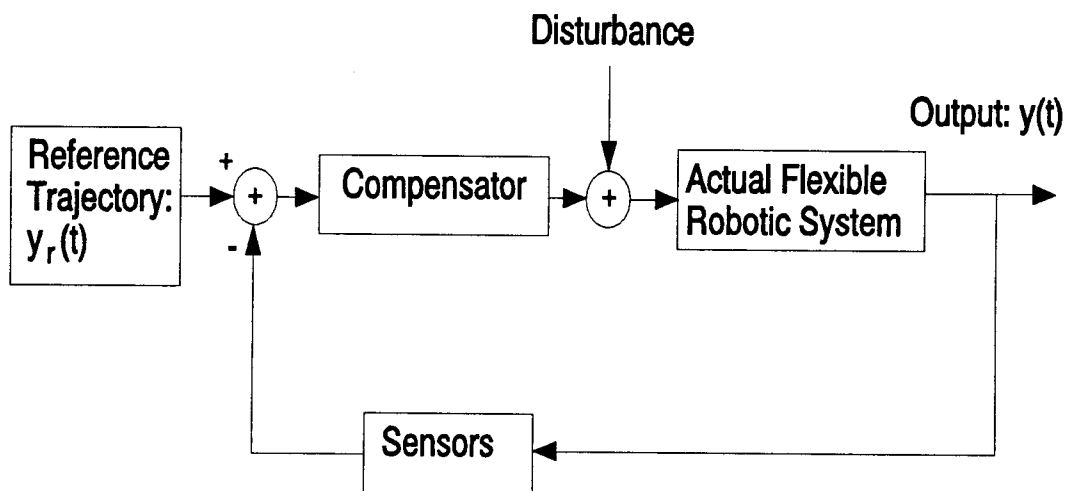 Disturbance
Output: y(t)
Reference
Trajectory:
y_r(t)
+
+
-
Compensator
+
Actual Flexible
Robotic System
Sensors